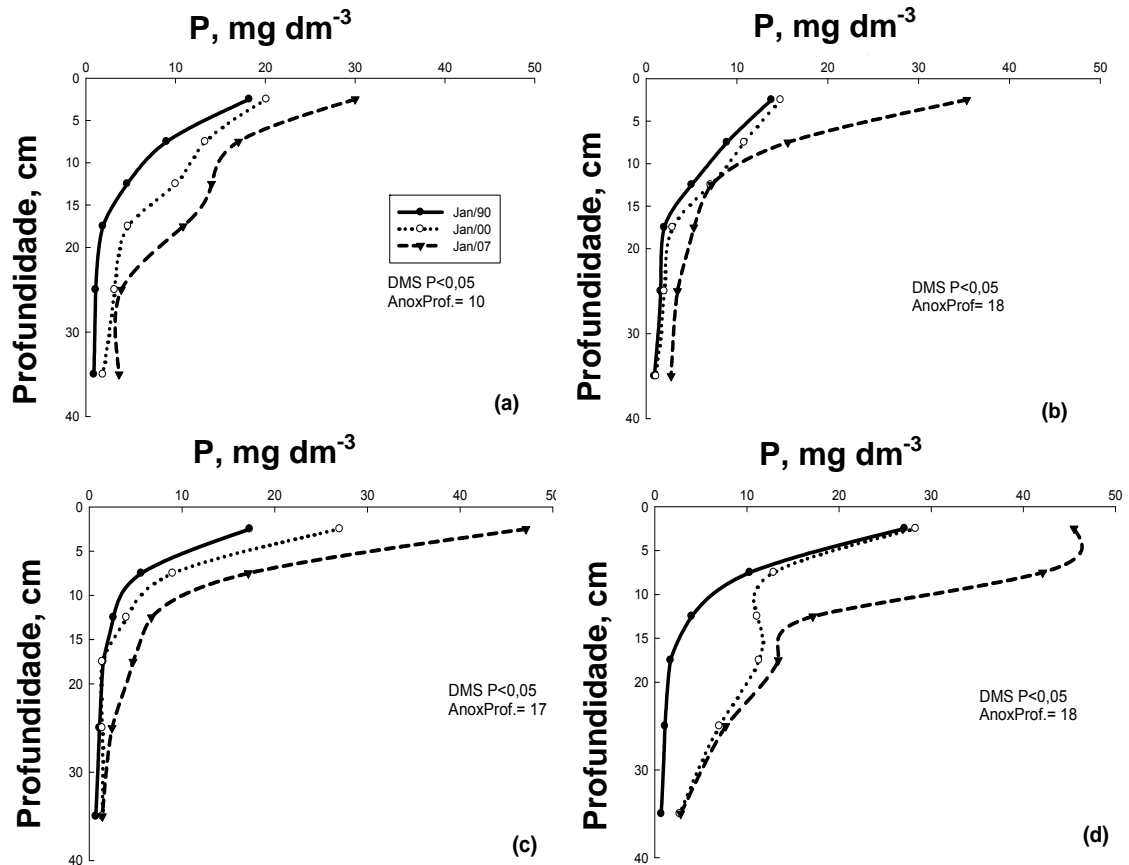 P, mg dm-3
0 10 20 30 40 50
0
5
10
15
20
30
40
Profundidade, cm
Jan/90
Jan/00
Jan/07
DMS P<0,05
AnoxProf.= 10
(a)
P, mg dm-3
0 10 20 30 40 50
0
5
10
15
20
30
40
Profundidade, cm
DMS P<0,05
AnoxProf= 18
(b)
P, mg dm-3
0 10 20 30 40 50
0
5
10
15
20
30
40
Profundidade, cm
DMS P<0,05
AnoxProf.= 17
(c)
P, mg dm-3
0 10 20 30 40 50
0
5
10
15
20
30
40
Profundidade, cm
DMS P<0,05
AnoxProf.= 18
(d)